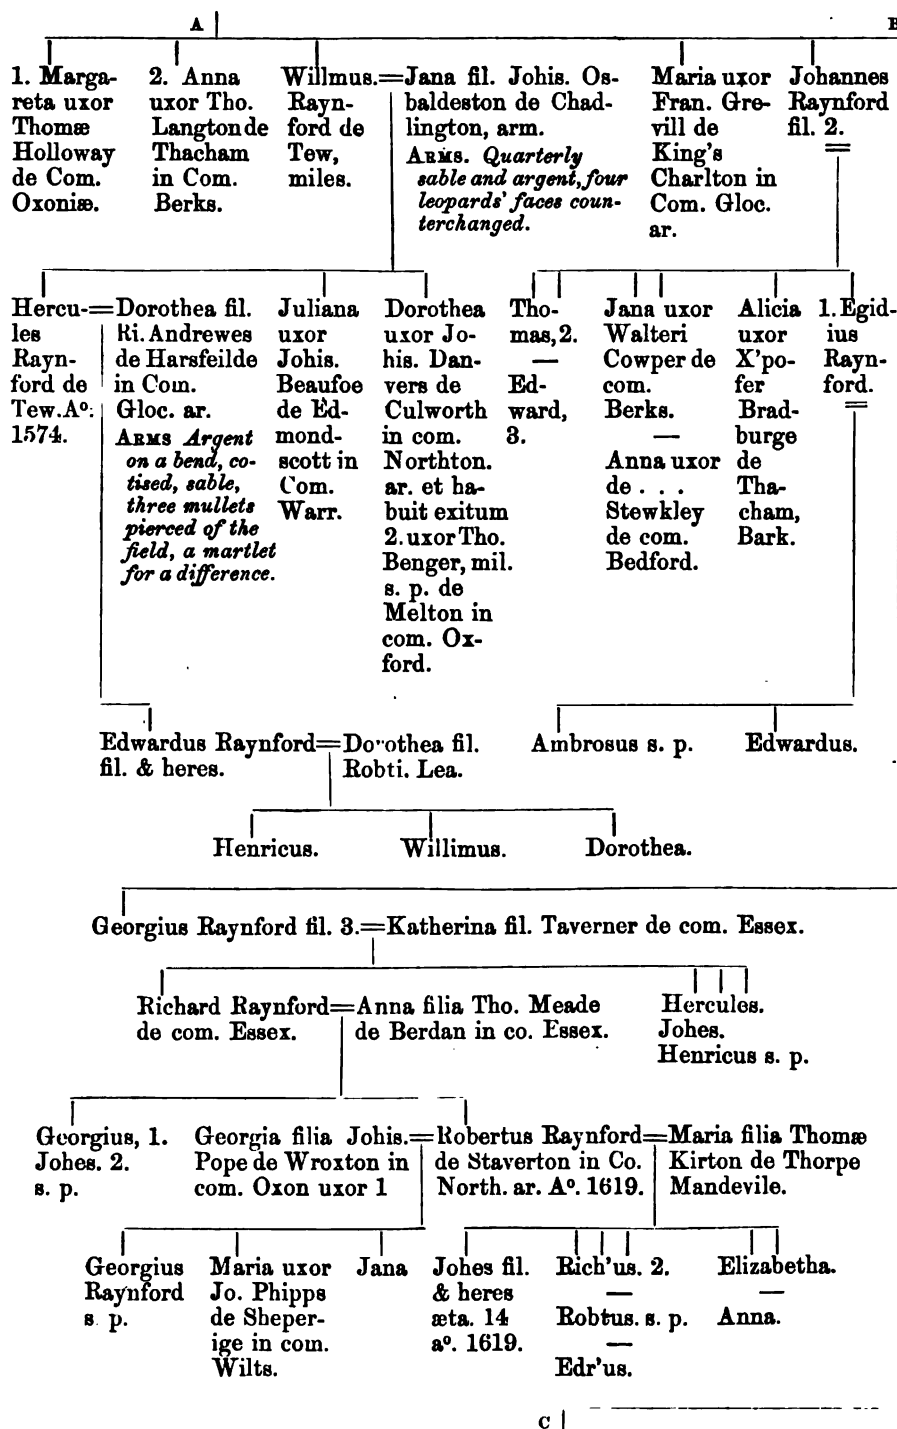 A
B
1. Marga-
reta uxor
Thomæ
Holloway
de Com.
Oxoniæ.
2. Anna
uxor Tho.
Langton de
Thacham
in Com.
Berks.
Willmus.=
Rayn-
ford de
Tew,
miles.
Jana fil. Johis. Os-
baldeston de Chad-
lington, arm.
ARMS. Quarterly
sable and argent, four
leopards' faces coun-
terchanged.
Maria uxor
Fran. Gre-
vill de
King's
Charlton in
Com. Gloc.
ar.
Johannes
Raynford
fil. 2.
=
Hercu-=
les
Rayn-
ford de
Tew. Aº.
1574.
Dorothea fil.
Ri. Andrewes
de Harsfeilde
in Com.
Gloc. ar.
ARMS Argent
on a bend, co-
tised, sable,
three mullets
pierced of the
field, a martlet
for a difference.
Juliana
uxor
Johis.
Beaufoe
de Ed-
mond-
scott in
Com.
Warr.
Dorothea
uxor Jo-
his. Dan-
vers de
Culworth
in com.
Northton.
ar. et ha-
buit exitum
2. uxor Tho.
Benger, mil.
s. p. de
Melton in
com. Ox-
ford.
Tho-
mas, 2.
—
Ed-
ward,
3.
Jana uxor
Walteri
Cowper de
com.
Berks.
—
Anna uxor
de . . .
Stewkley
de com.
Bedford.
Alicia
uxor
X'po-
fer
Brad-
burge
de
Tha-
cham,
Bark.
1. Egid-
ius
Rayn-
ford.
=
Edwardus Raynford=Dorothea fil.
fil. & heres. Robti. Lea.
Ambrosus s. p.
Edwardus.
Henricus.
Willimus.
Dorothea.
Georgius Raynford fil. 3.=Katherina fil. Taverner de com. Essex.
Richard Raynford=Anna filia Tho. Meade
de com. Essex. de Berdan in co. Essex.
Hercules.
Johes.
Henricus s. p.
Georgius, 1.
Johes. 2.
s. p.
Georgia filia Johis.=
Pope de Wroxton in
com. Oxon uxor 1
Robertus Raynford=
de Staverton in Co.
North. ar. Aº. 1619.
Maria filia Thomæ
Kirton de Thorpe
Mandevile.
Georgius
Raynford
s. p.
Maria uxor
Jo. Phipps
de Sheper-
ige in com.
Wilts.
Jana
Johes fil.
& heres
æta. 14
aº. 1619.
Rich'us. 2.
—
Robtus. s. p.
—
Edr'us.
Elizabetha.
—
Anna.
C